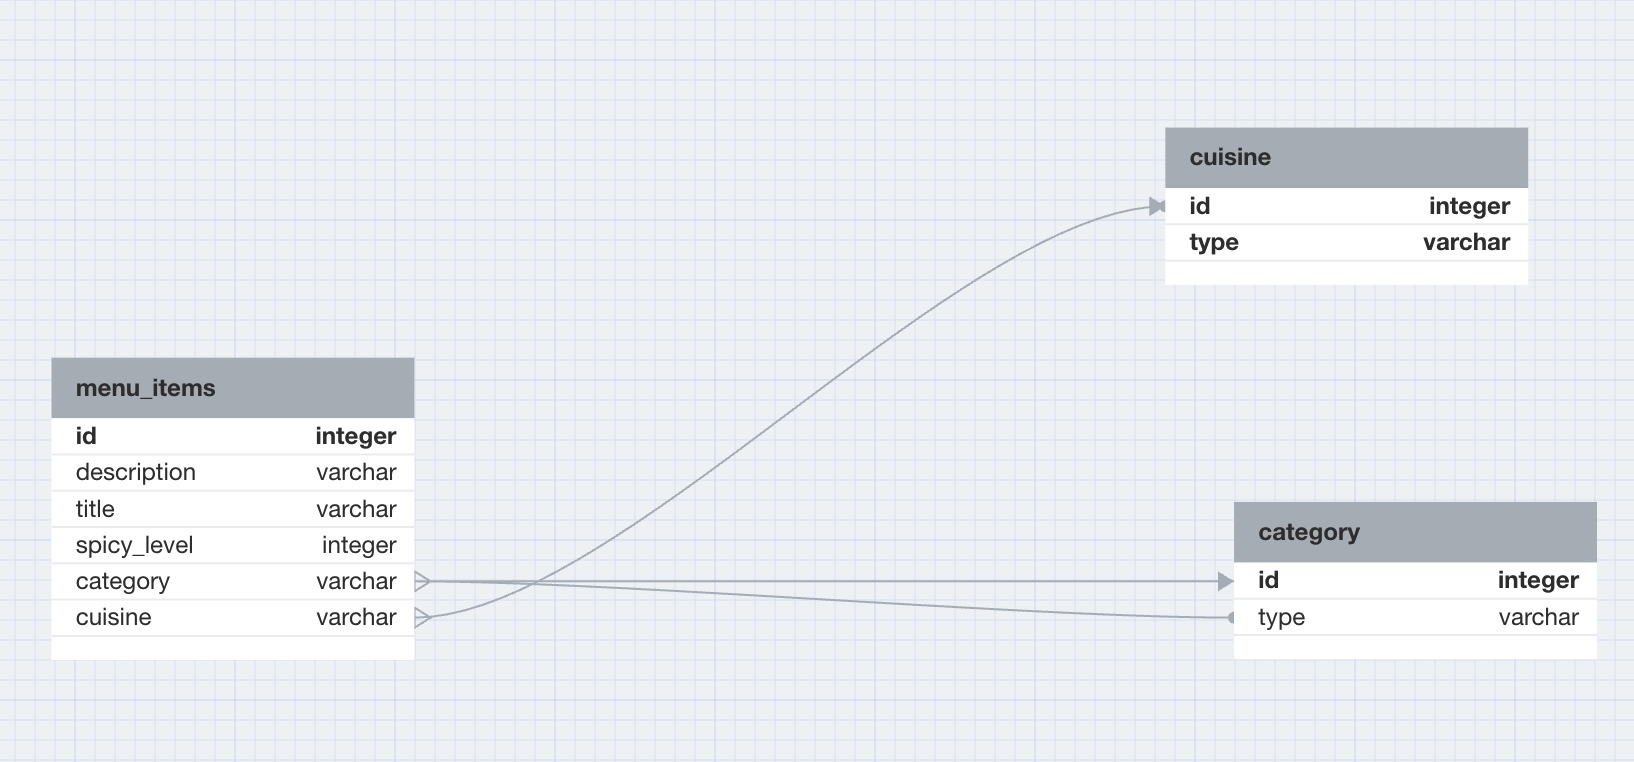 cuisine
id integer
type varchar
menu_items
id integer
description varchar
title varchar
spicy_level integer
category varchar
cuisine varchar
category
id integer
type varchar